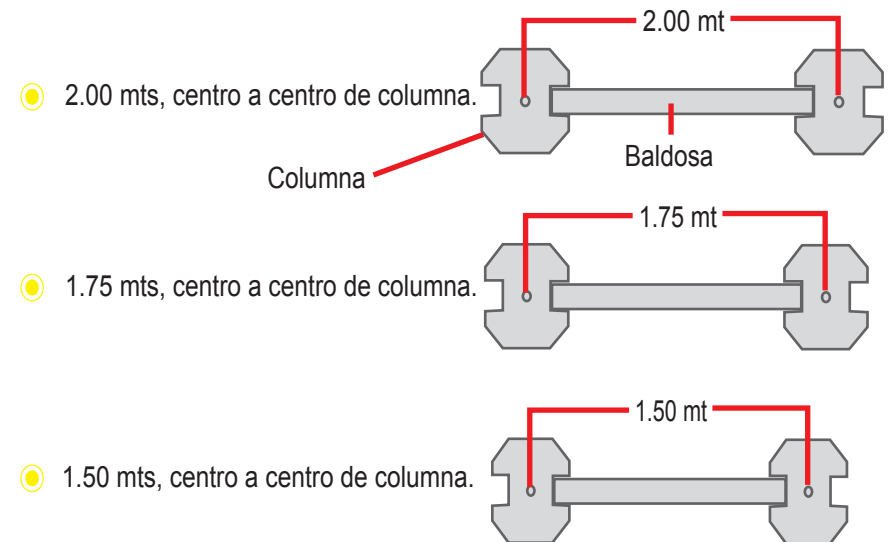 2.00 mt
2.00 mts, centro a centro de columna.
Baldosa
Columna
1.75 mt
1.75 mts, centro a centro de columna.
1.50 mt
1.50 mts, centro a centro de columna.